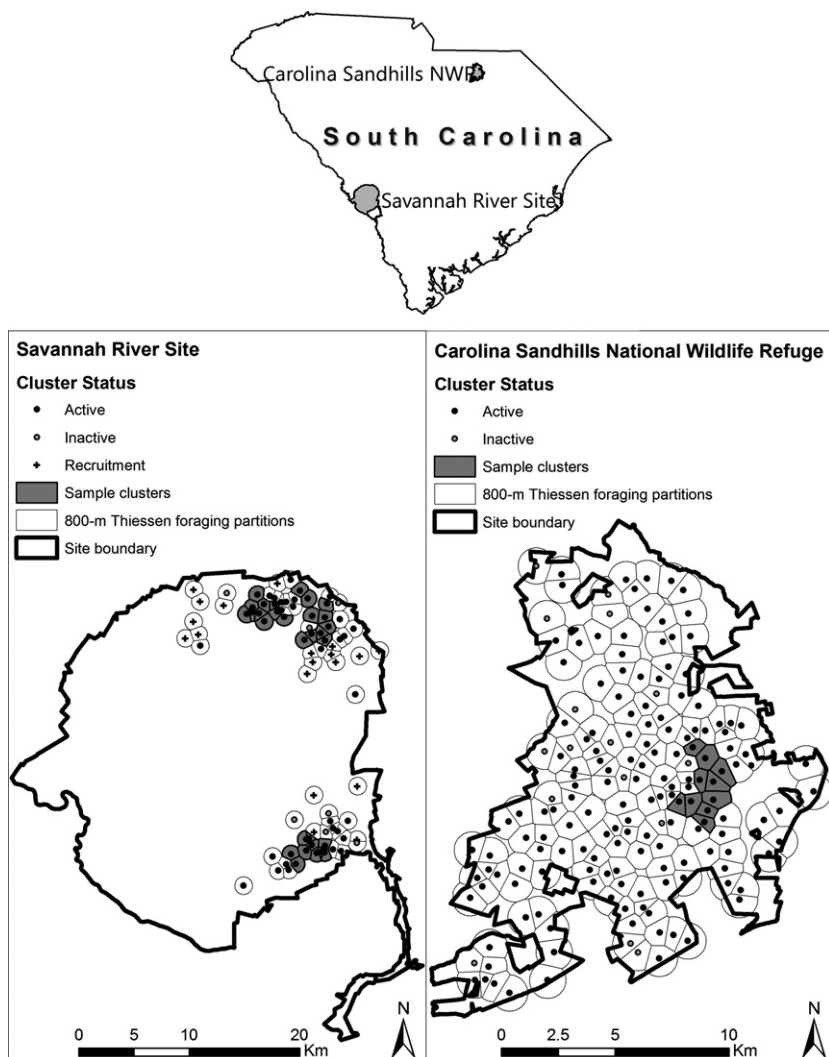 Carolina Sandhills NWR
South Carolina
Savannah River Site
Savannah River Site
Cluster Status
Active
Inactive
Recruitment
Sample clusters
800-m Thiessen foraging partitions
Site boundary
N
0 10 20
Km
Carolina Sandhills National Wildlife Refuge
Cluster Status
Active
Inactive
Sample clusters
800-m Thiessen foraging partitions
Site boundary
N
0 2.5 5 10
Km